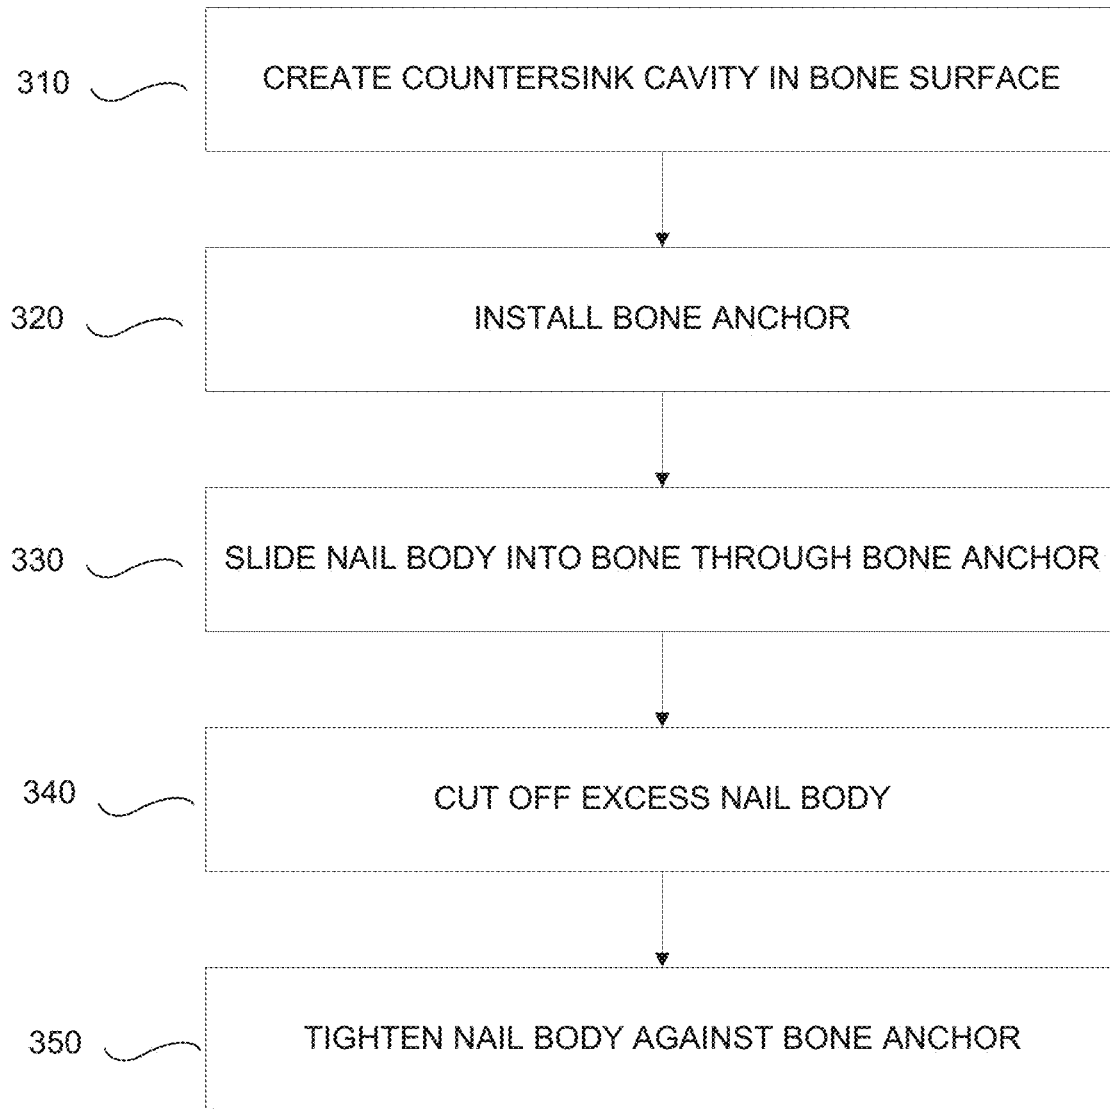 310
CREATE COUNTERSINK CAVITY IN BONE SURFACE
320
INSTALL BONE ANCHOR
330
SLIDE NAIL BODY INTO BONE THROUGH BONE ANCHOR
340
CUT OFF EXCESS NAIL BODY
350
TIGHTEN NAIL BODY AGAINST BONE ANCHOR